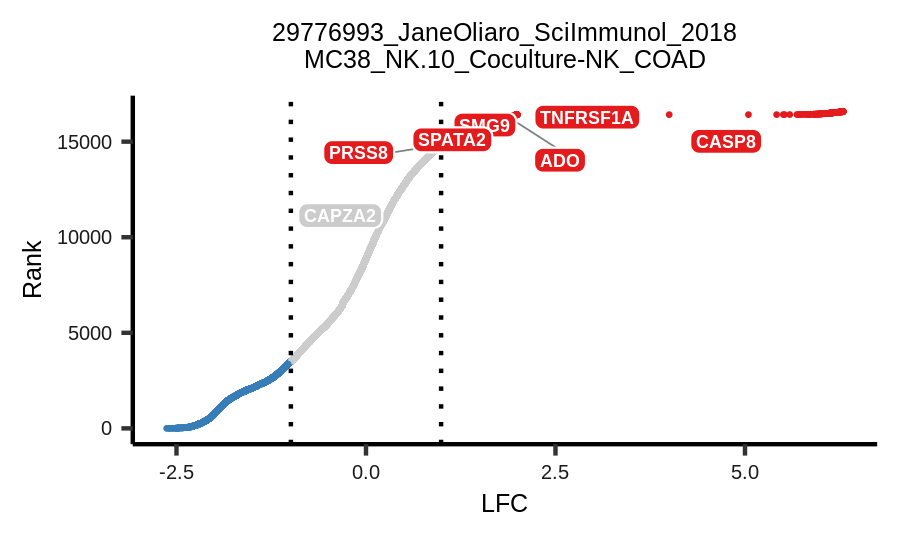 29776993_JaneOliaro_SciImmunol_2018
MC38_NK.10_Coculture-NK_COAD
TNFRSF1A
SMG9
SPATA2
CASP8
PRSS8
ADO
CAPZA2
15000
10000
5000
0
Rank
-2.5
0.0
2.5
5.0
LFC